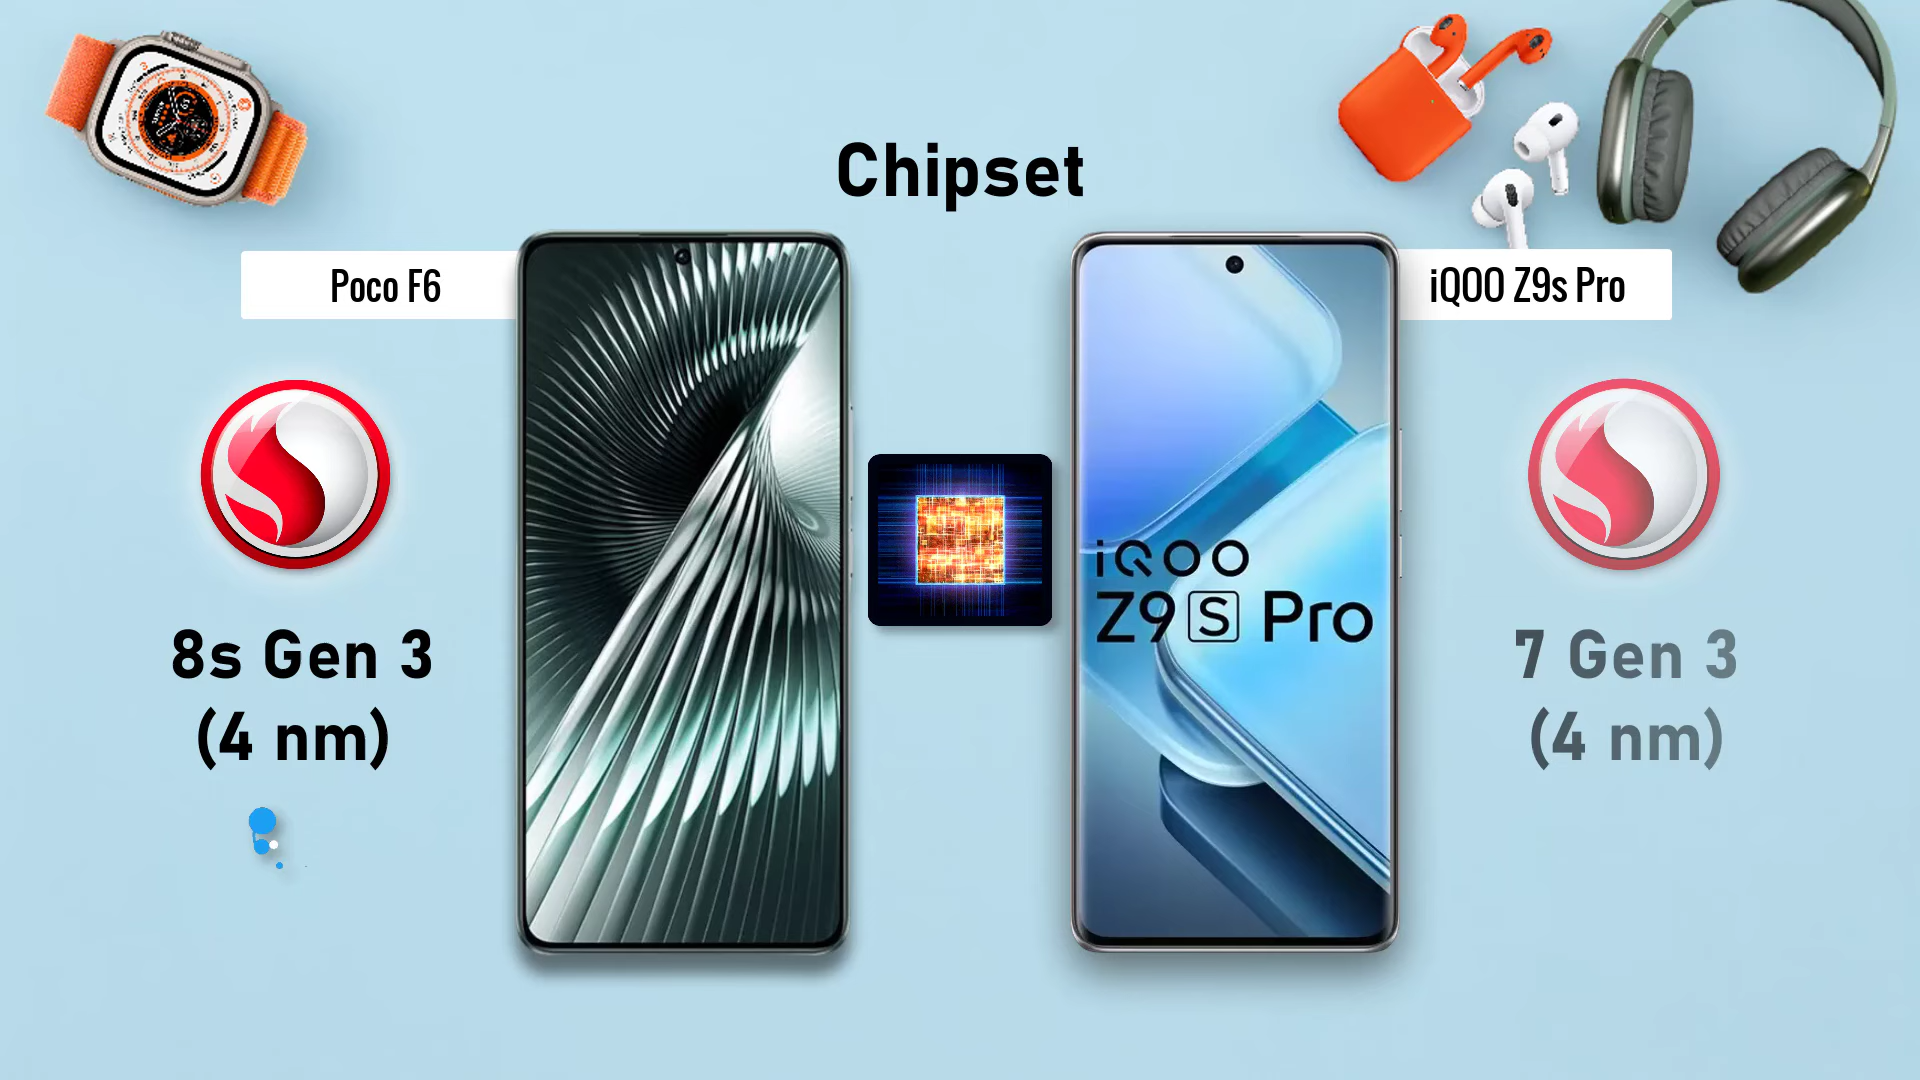 Chipset
Poco F6
iQOO Z9s Pro
8s Gen 3
(4 nm)
iQOO
Z9 S Pro
7 Gen 3
(4 nm)